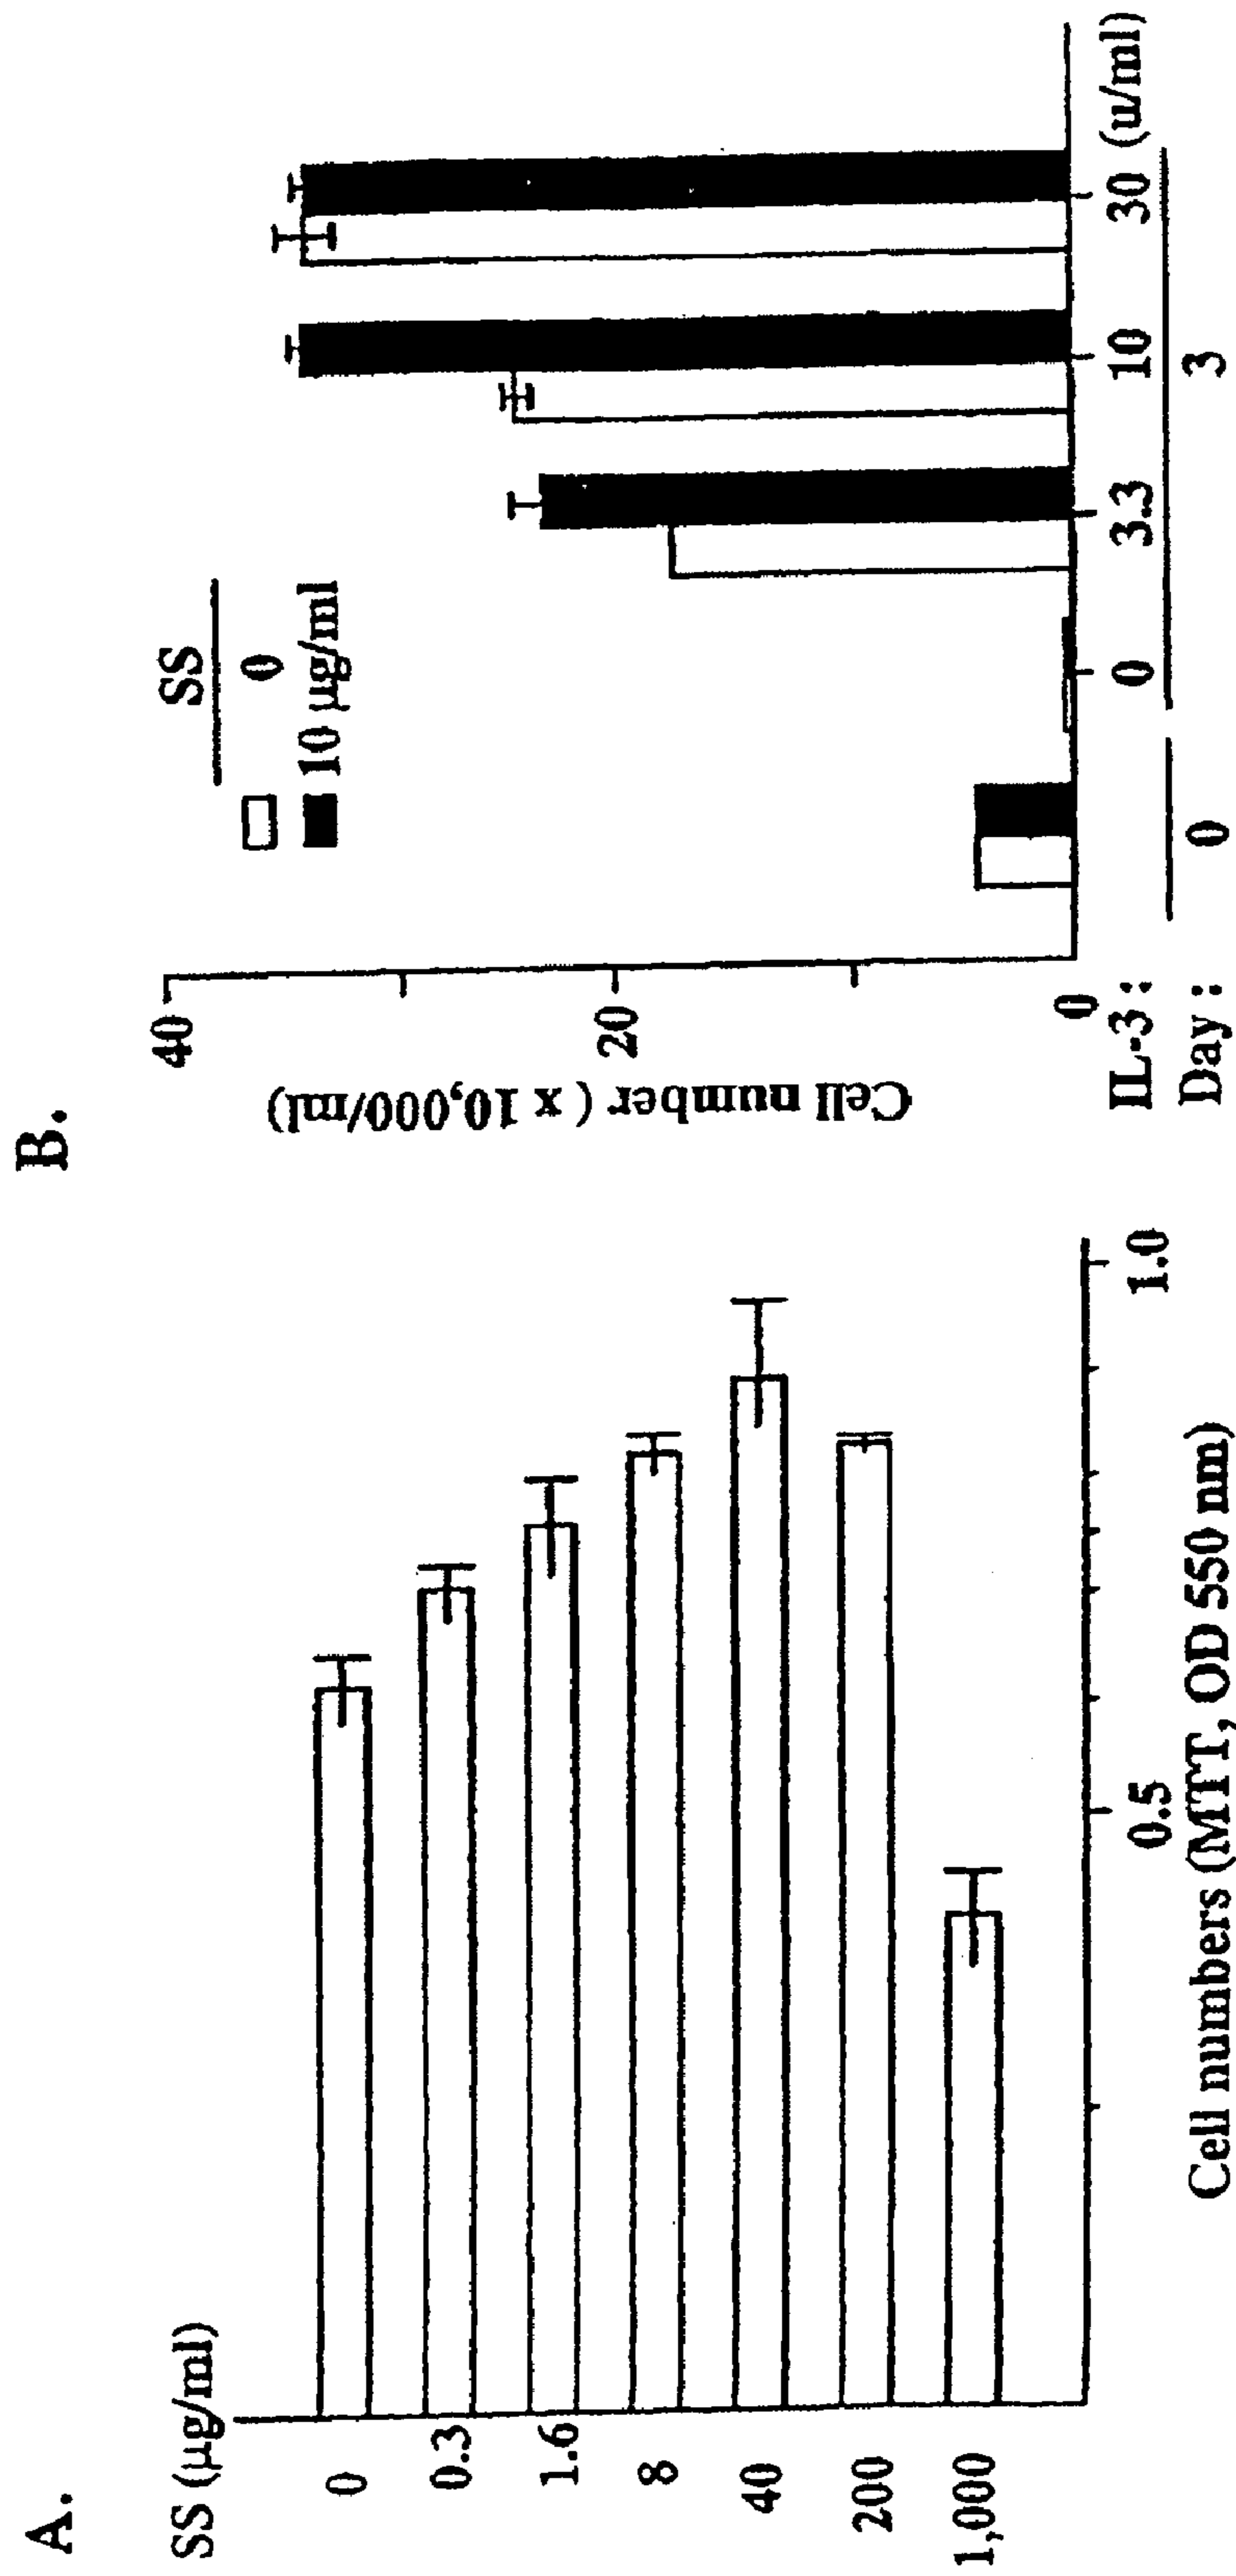 A.
SS (µg/ml)
0
0.3
1.6
8
40
200
1,000
0.5
1.0
Cell numbers (MTT, OD 550 nm)
B.
Cell number ( x 10,000/ml)
40
20
0
SS
0
10 µg/ml
IL-3 : 0 3.3 10 30 (u/ml)
Day : 0 3